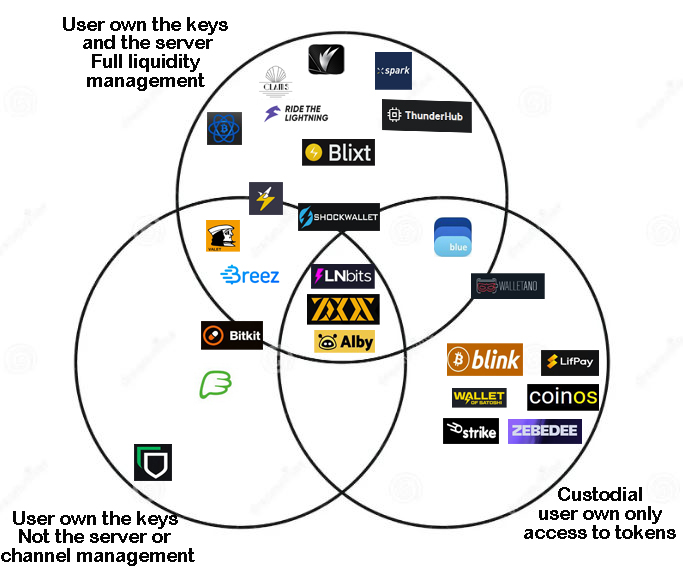 User own the keys
and the server
Full liquidity
management
spark
CLAMS
RIDE THE
LIGHTNING
ThunderHub
Blixt
SHOCKWALLET
VALET
blue
Breez
LNbits
WALLETANO
Bitkit
Alby
blink
LifPay
WALLET
OF SATOSHI
coinos
strike
ZEBEDEE
User own the keys
Not the server or
channel management
Custodial
user own only
access to tokens